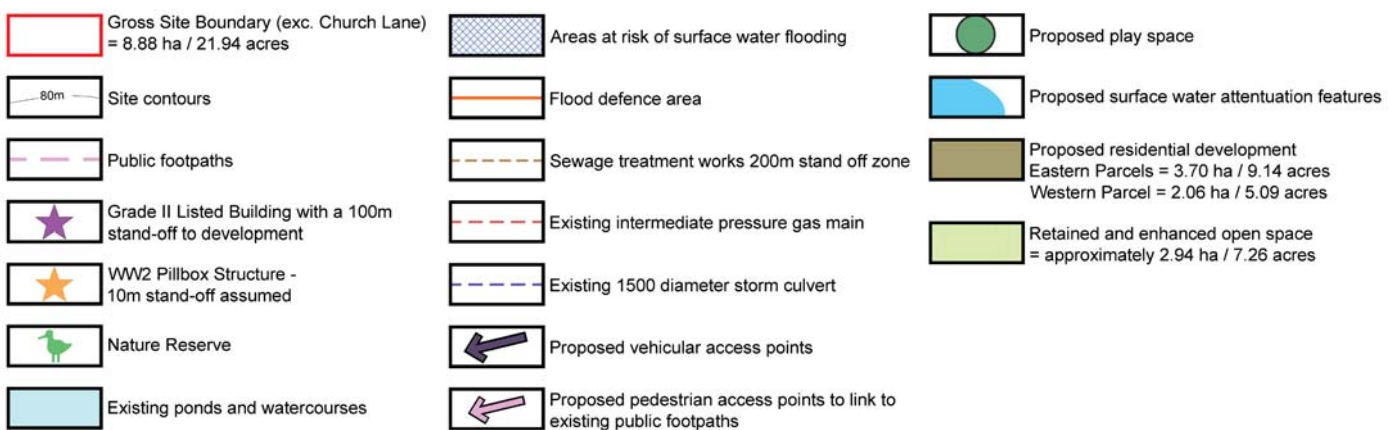 Gross Site Boundary (exc. Church Lane)
= 8.88 ha / 21.94 acres
80m
Site contours
Public footpaths
Grade II Listed Building with a 100m
stand-off to development
WW2 Pillbox Structure -
10m stand-off assumed
Nature Reserve
Existing ponds and watercourses
Areas at risk of surface water flooding
Flood defence area
Sewage treatment works 200m stand off zone
Existing intermediate pressure gas main
Existing 1500 diameter storm culvert
Proposed vehicular access points
Proposed pedestrian access points to link to
existing public footpaths
Proposed play space
Proposed surface water attentuation features
Proposed residential development
Eastern Parcels = 3.70 ha / 9.14 acres
Western Parcel = 2.06 ha / 5.09 acres
Retained and enhanced open space
= approximately 2.94 ha / 7.26 acres